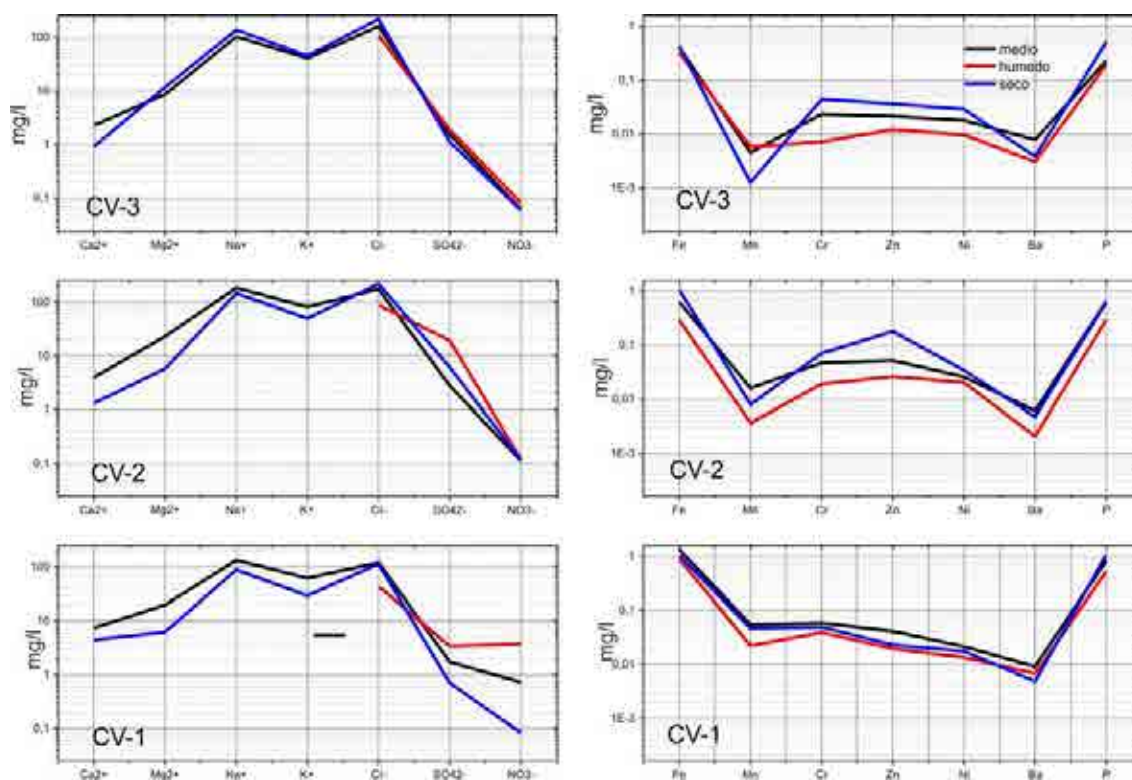 100
10
1
0,1
mg/l
CV-3
Ca2+ Mg2+ Na+ K+ Cl- SO42- NO3-
1
0,1
0,01
1E-3
mg/l
medio
humedo
seco
CV-3
Fe Mn Cr Zn Ni Ba P
100
10
1
0,1
mg/l
CV-2
Ca2+ Mg2+ Na+ K+ Cl- SO42- NO3-
1
0,1
0,01
1E-3
mg/l
CV-2
Fe Mn Cr Zn Ni Ba P
100
10
1
0,1
mg/l
CV-1
Ca2+ Mg2+ Na+ K+ Cl- SO42- NO3-
1
0,1
0,01
1E-3
mg/l
CV-1
Fe Mn Cr Zn Ni Ba P